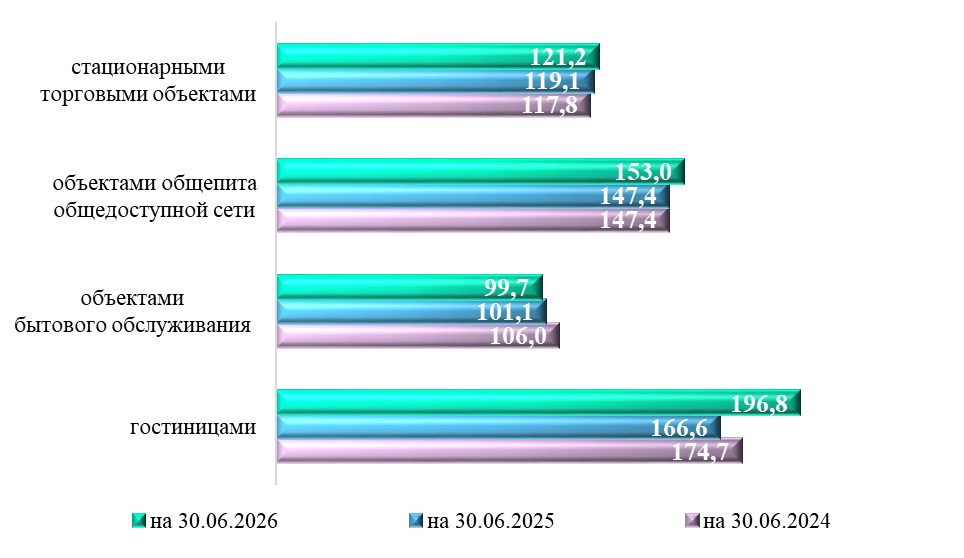 стационарными
торговыми объектами
121,2
119,1
117,8
объектами общепита
общедоступной сети
153,0
147,4
147,4
объектами
бытового обслуживания
99,7
101,1
106,0
гостиницами
196,8
166,6
174,7
на 30.06.2026
на 30.06.2025
на 30.06.2024